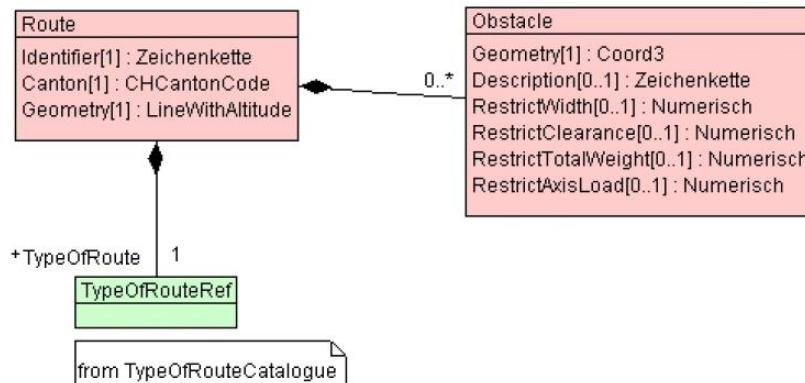 Route
Identifier[1] : Zeichenkette
Canton[1] : CHCantonCode
Geometry[1] : LineWithAltitude
Obstacle
Geometry[1] : Coord3
Description[0..1] : Zeichenkette
RestrictWidth[0..1] : Numerisch
RestrictClearance[0..1] : Numerisch
RestrictTotalWeight[0..1] : Numerisch
RestrictAxisLoad[0..1] : Numerisch
0..*
+TypeOfRoute 1
TypeOfRouteRef
from TypeOfRouteCatalogue